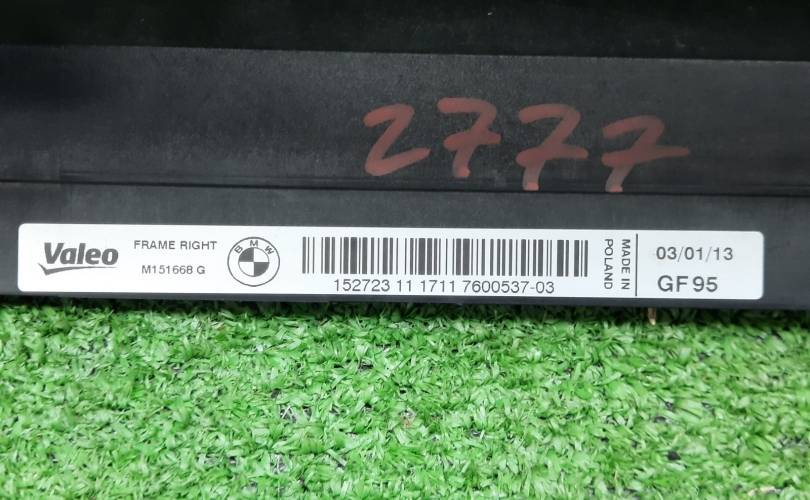 2777
Valeo
FRAME RIGHT
M151668 G
BMW
152723 11 1711 7600537-03
MADE IN
POLAND
03/01/13
GF95